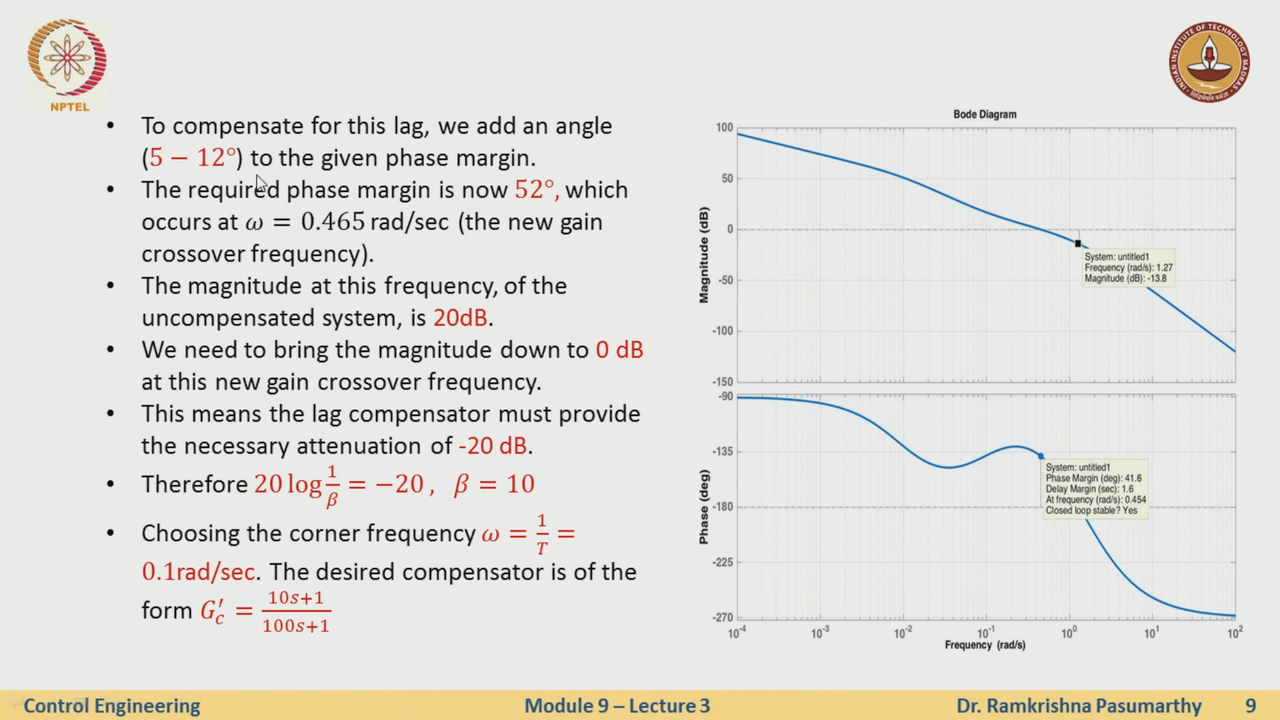 NPTEL
INDIAN INSTITUTE OF TECHNOLOGY MADRAS
• To compensate for this lag, we add an angle
(5 − 12°) to the given phase margin.
• The required phase margin is now 52°, which
occurs at ω = 0.465 rad/sec (the new gain
crossover frequency).
• The magnitude at this frequency, of the
uncompensated system, is 20dB.
• We need to bring the magnitude down to 0 dB
at this new gain crossover frequency.
• This means the lag compensator must provide
the necessary attenuation of -20 dB.
• Therefore 20 log 1/β = −20 , β = 10
• Choosing the corner frequency ω = 1/T =
0.1rad/sec. The desired compensator is of the
form G′c = 10s+1/100s+1
Bode Diagram
Magnitude (dB)
100
50
0
-50
-100
-150
System: untitled1
Frequency (rad/s): 1.27
Magnitude (dB): -13.8
Phase (deg)
-90
-135
-180
-225
-270
System: untitled1
Phase Margin (deg): 41.6
Delay Margin (sec): 1.6
At frequency (rad/s): 0.454
Closed loop stable? Yes
10⁻⁴ 10⁻³ 10⁻² 10⁻¹ 10⁰ 10¹ 10²
Frequency (rad/s)
Control Engineering Module 9 – Lecture 3 Dr. Ramkrishna Pasumarthy 9